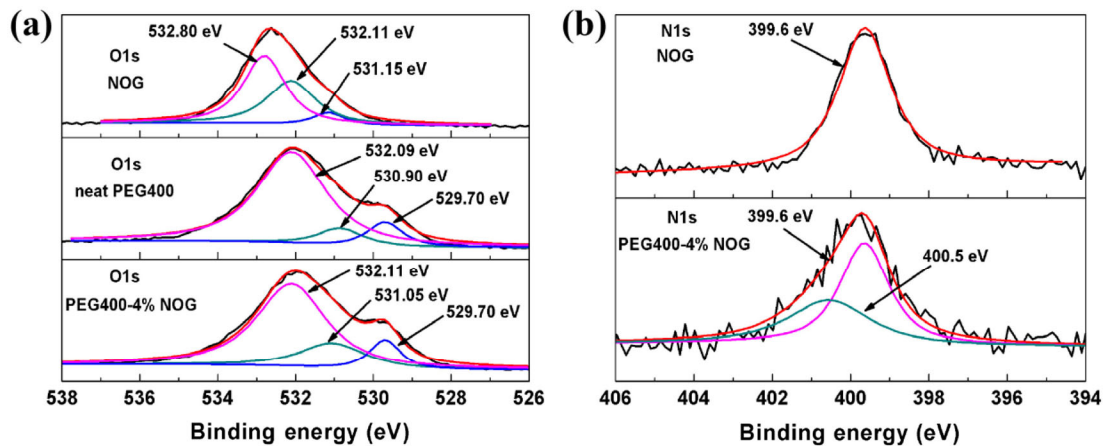 (a)
532.80 eV
532.11 eV
O1s
NOG
531.15 eV
O1s
neat PEG400
532.09 eV
530.90 eV
529.70 eV
O1s
PEG400-4% NOG
532.11 eV
531.05 eV
529.70 eV
538 536 534 532 530 528 526
Binding energy (eV)
(b)
N1s
NOG
399.6 eV
N1s
PEG400-4% NOG
399.6 eV
400.5 eV
406 404 402 400 398 396 394
Binding energy (eV)